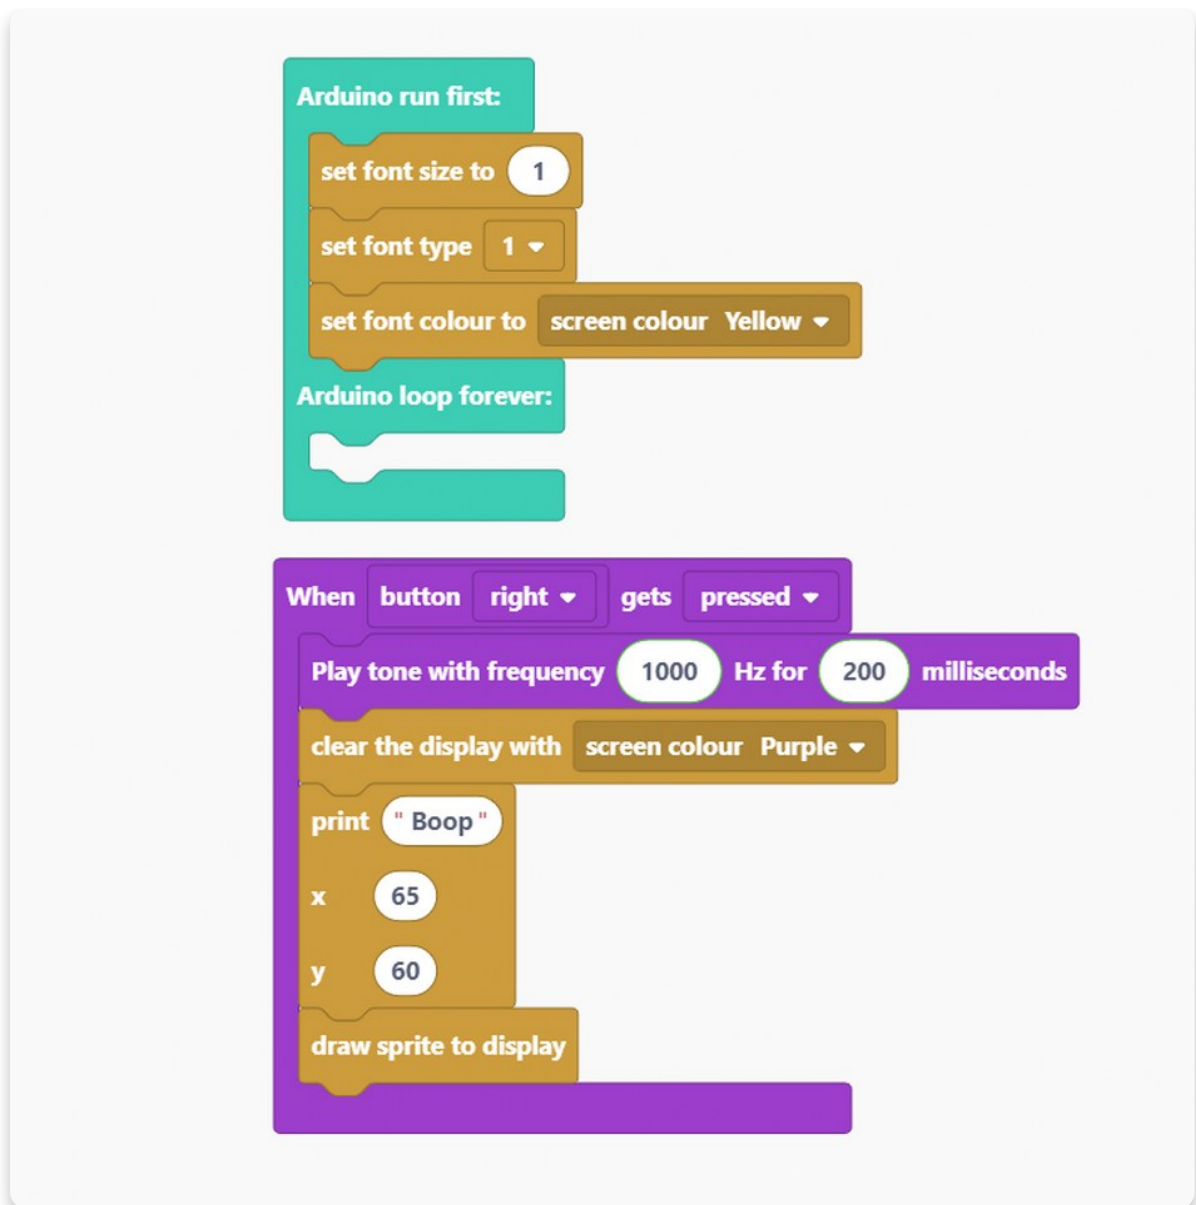 Arduino run first:
set font size to 1
set font type 1
set font colour to screen colour Yellow
Arduino loop forever:
When button right gets pressed
Play tone with frequency 1000 Hz for 200 milliseconds
clear the display with screen colour Purple
print "Boop"
x 65
y 60
draw sprite to display